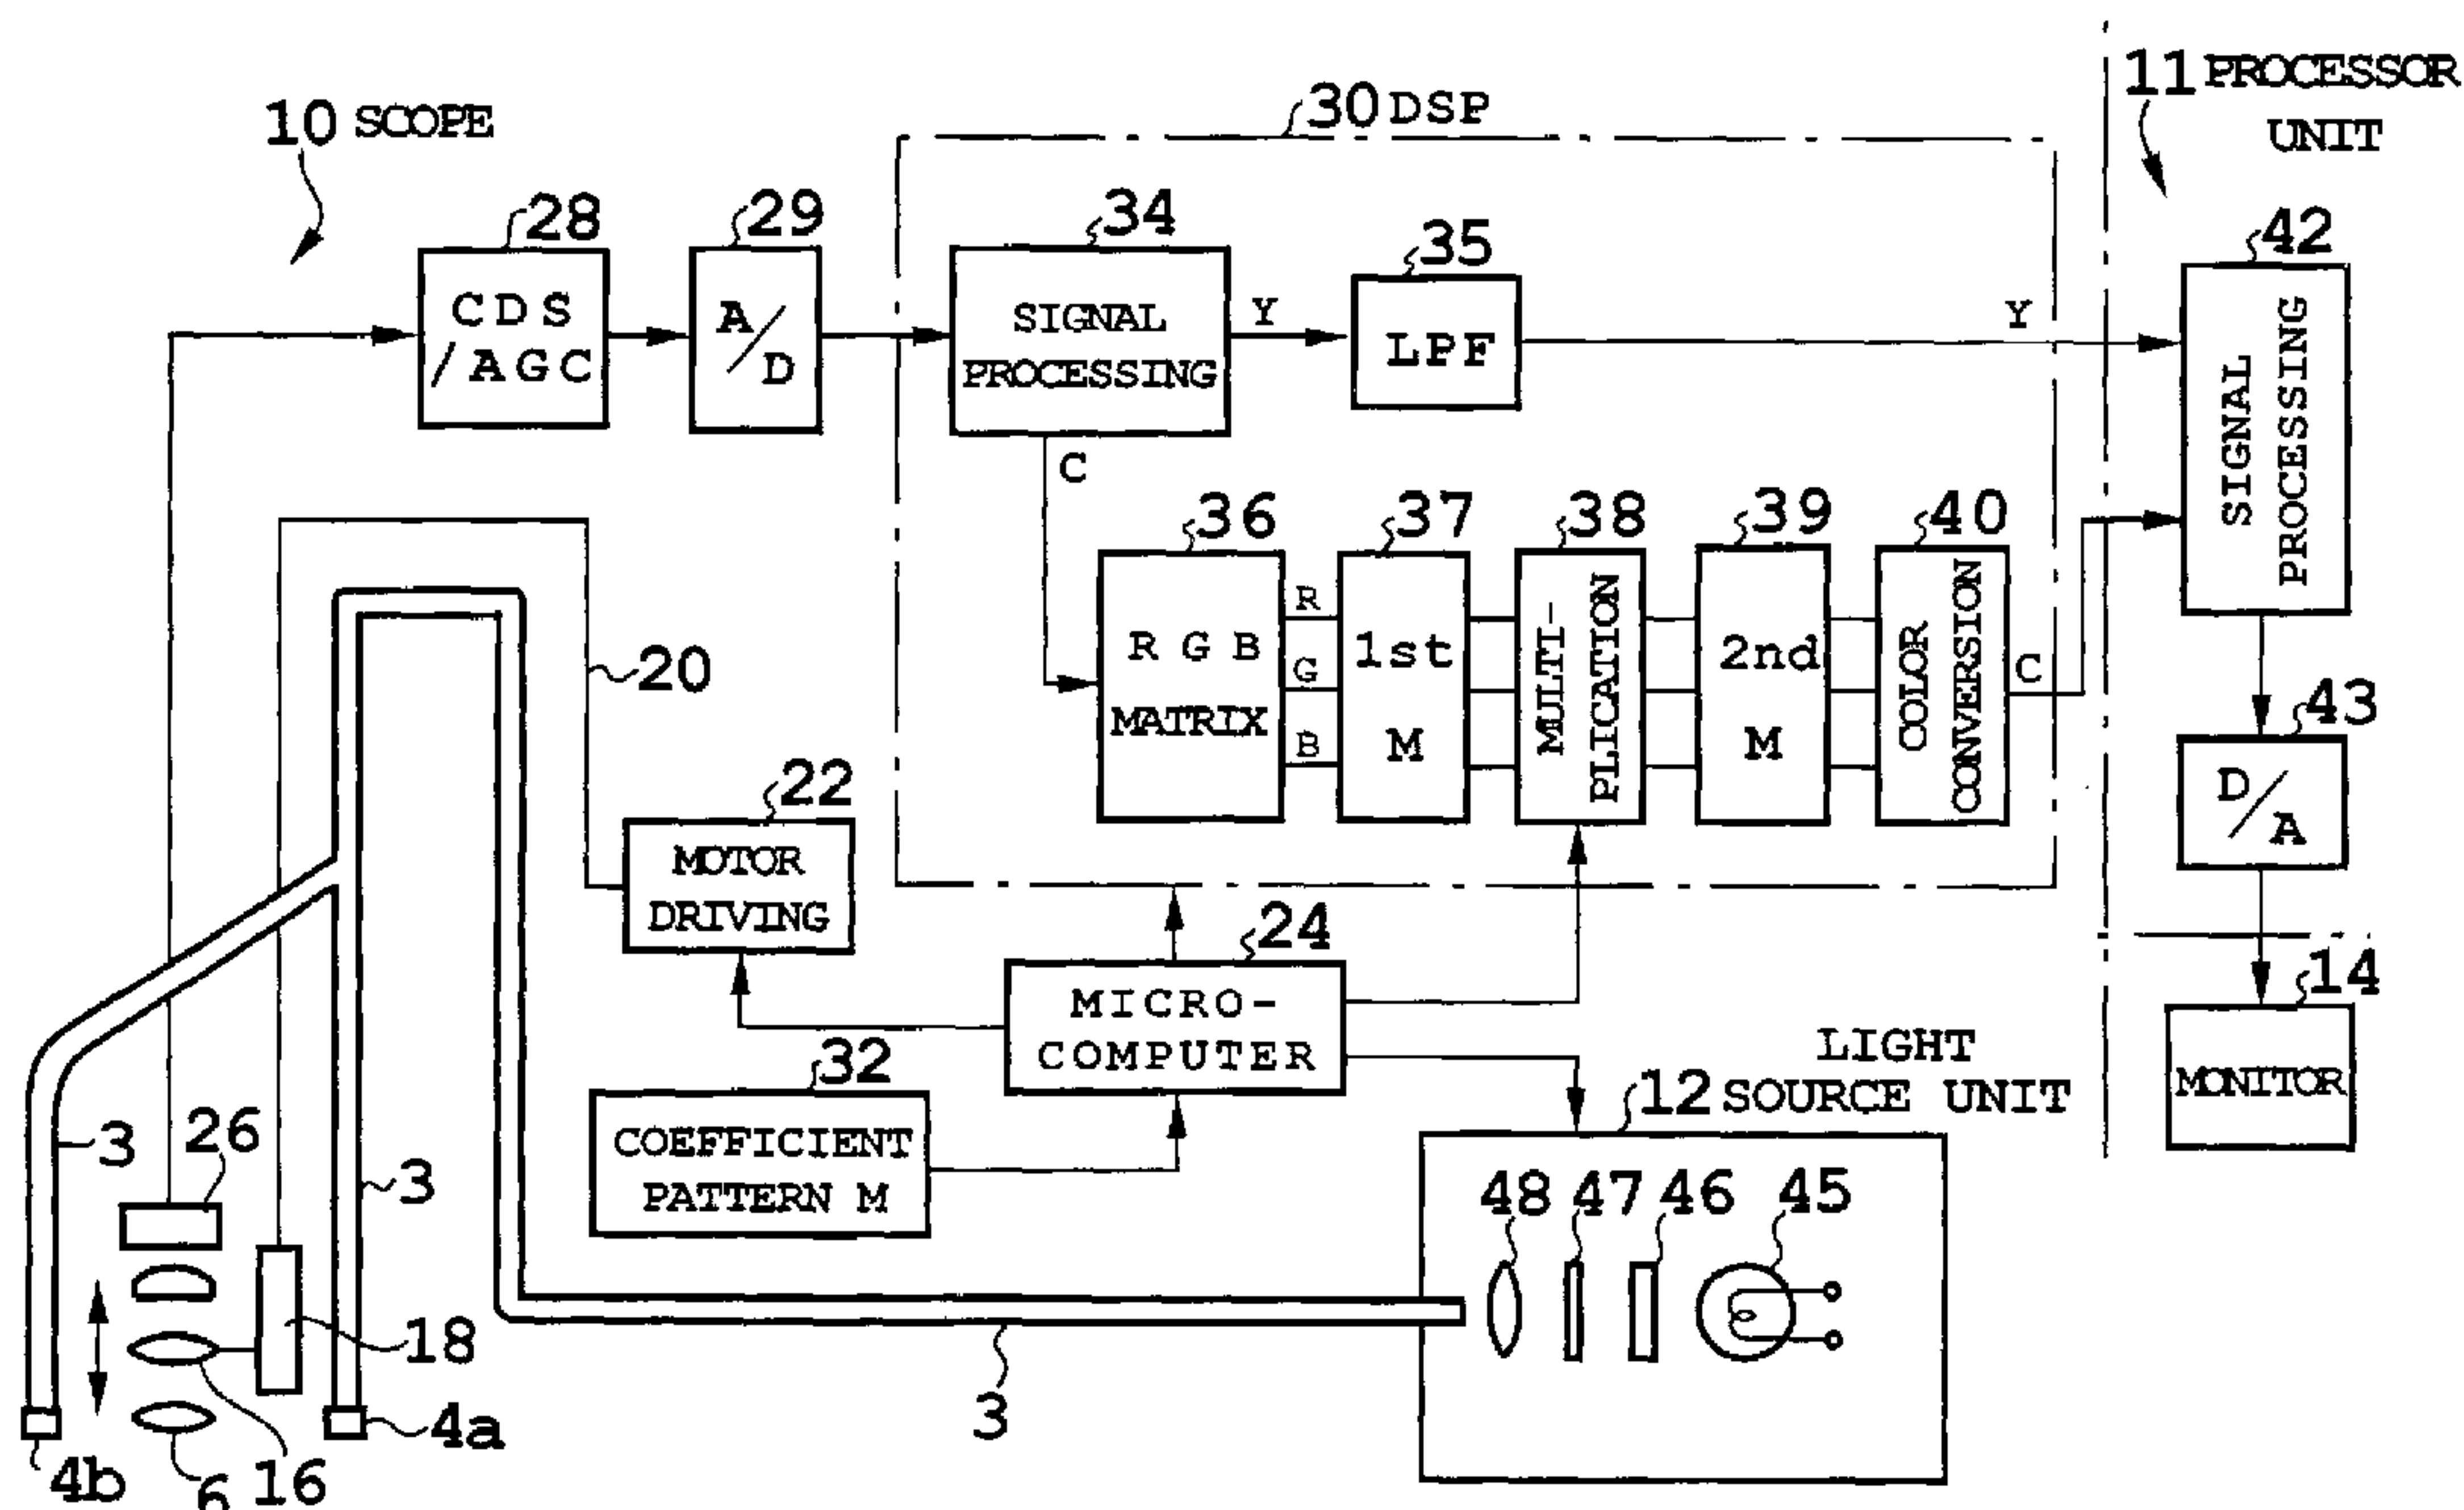 10 SCOPE
30 DSP
11 PROCESSOR
UNIT
28
CDS
/AGC
29
A/D
34
SIGNAL
PROCESSING
Y
35
LPF
Y
42
SIGNAL
PROCESSING
C
36
RGB
MATRIX
R
G
B
37
1st
M
38
MULTI-
PLICATION
39
2nd
M
40
COLOR
CONVERSION
C
43
D/A
14
MONITOR
20
22
MOTOR
DRIVING
24
MICRO-
COMPUTER
32
COEFFICIENT
PATTERN M
LIGHT
12 SOURCE UNIT
48
47
46
45
3
26
3
18
3
4a
4b
6
16